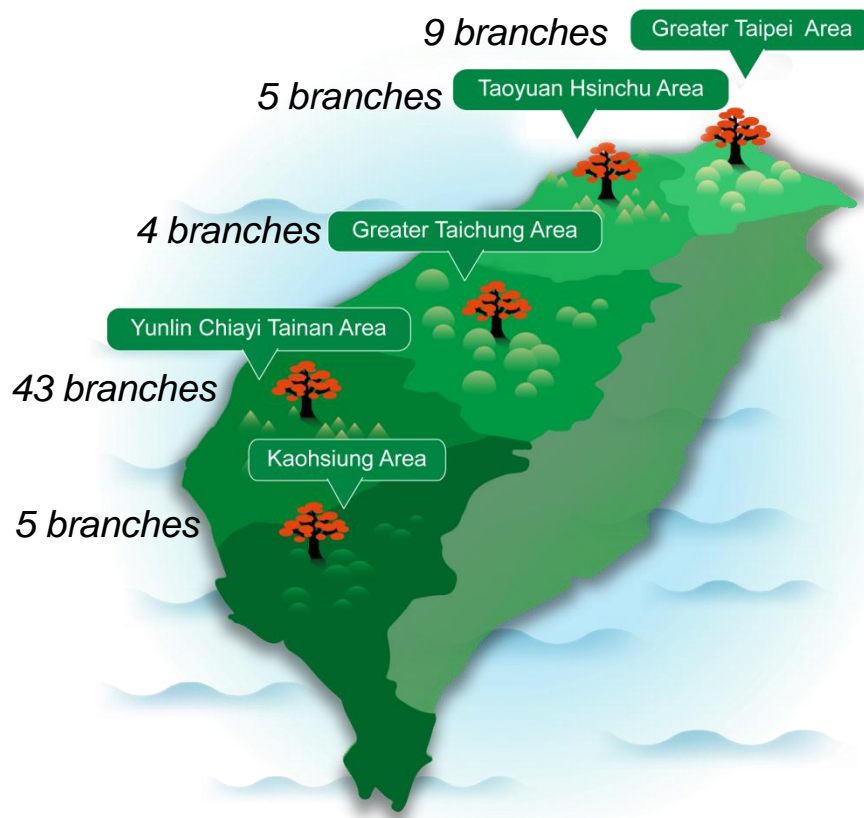 9 branches
Greater Taipei Area
5 branches
Taoyuan Hsinchu Area
4 branches
Greater Taichung Area
Yunlin Chiayi Tainan Area
43 branches
Kaohsiung Area
5 branches